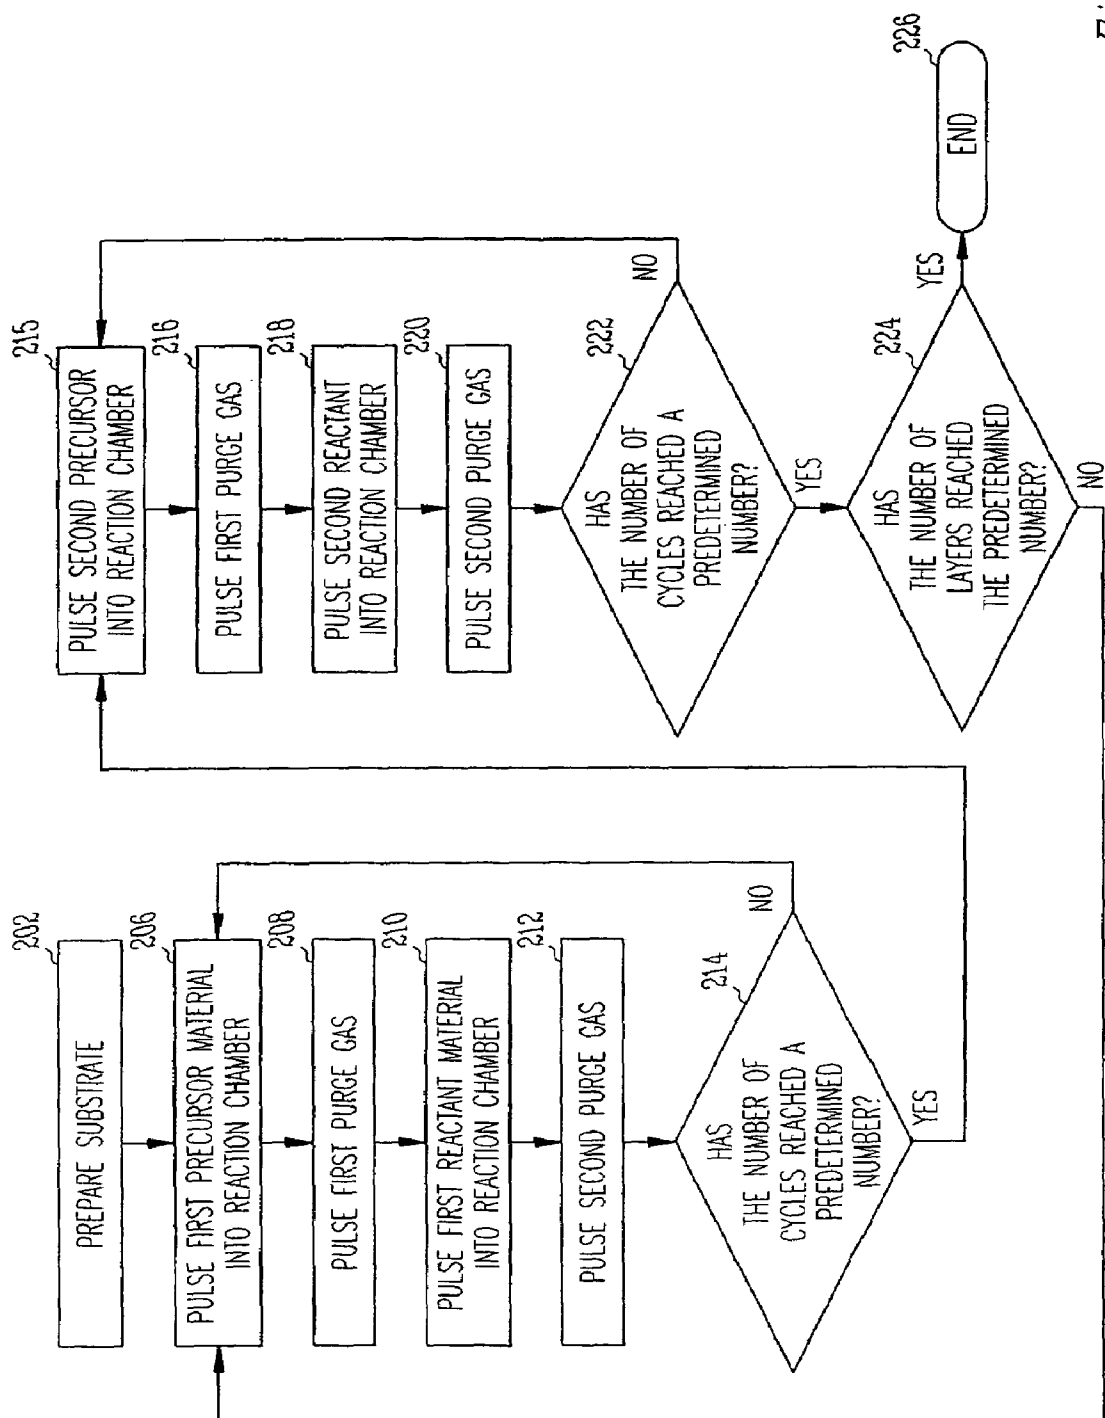 202
PREPARE SUBSTRATE
206
PULSE FIRST PRECURSOR MATERIAL
INTO REACTION CHAMBER
208
PULSE FIRST PURGE GAS
210
PULSE FIRST REACTANT MATERIAL
INTO REACTION CHAMBER
212
PULSE SECOND PURGE GAS
214
HAS
THE NUMBER OF
CYCLES REACHED A
PREDETERMINED
NUMBER?
NO
YES
215
PULSE SECOND PRECURSOR
INTO REACTION CHAMBER
216
PULSE FIRST PURGE GAS
218
PULSE SECOND REACTANT
INTO REACTION CHAMBER
220
PULSE SECOND PURGE GAS
222
HAS
THE NUMBER OF
CYCLES REACHED A
PREDETERMINED
NUMBER?
NO
YES
224
HAS
THE NUMBER OF
LAYERS REACHED
THE PREDETERMINED
NUMBER?
YES
NO
226
END